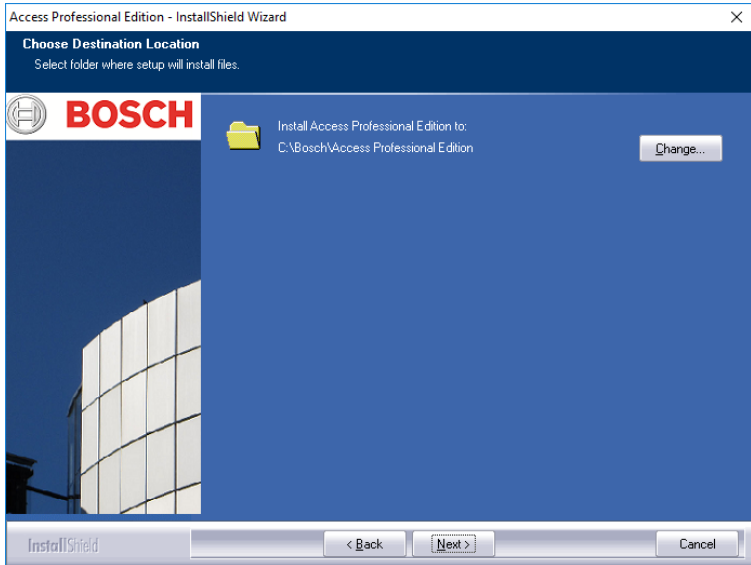 Access Professional Edition - InstallShield Wizard
Choose Destination Location
Select folder where setup will install files.
BOSCH
Install Access Professional Edition to:
C:\Bosch\Access Professional Edition
Change...
InstallShield
< Back
Next >
Cancel